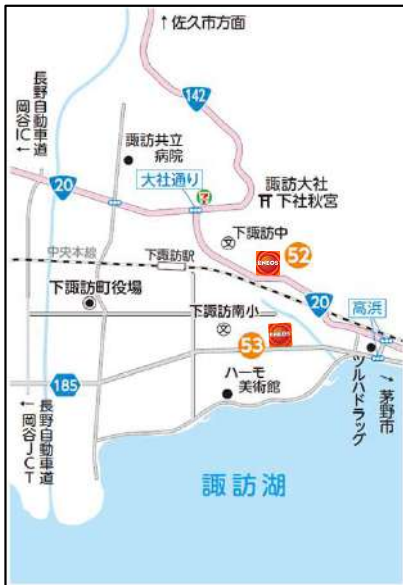 ↑佐久市方面
長野自動車道
岡谷IC←
142
諏訪共立
病院
諏訪大社
下社秋宮
20
大社通り
7
下諏訪中
52
ENEOS
中央本線
下諏訪駅
下諏訪町役場
20
高浜
下諏訪南小
ENEOS
53
ツルハドラッグ
→茅野市
185
ハーモ
美術館
長野自動車道
←岡谷JCT
諏訪湖